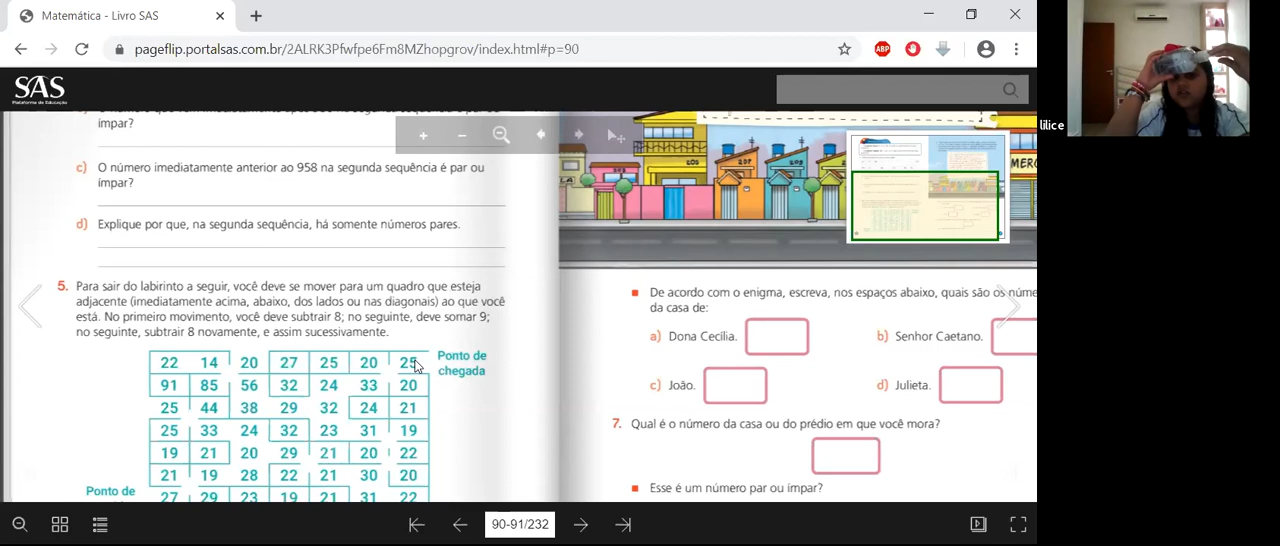 Matemática - Livro SAS
pageflip.portalsas.com.br/2ALRK3Pfwfpe6Fm8MZhopgrov/index.html#p=90
ABP
SAS
Plataforma de Educação
ímpar?
c) O número imediatamente anterior ao 958 na segunda sequência é par ou
ímpar?
d) Explique por que, na segunda sequência, há somente números pares.
5. Para sair do labirinto a seguir, você deve se mover para um quadro que esteja
adjacente (imediatamente acima, abaixo, dos lados ou nas diagonais) ao que você
está. No primeiro movimento, você deve subtrair 8; no seguinte, deve somar 9;
no seguinte, subtrair 8 novamente, e assim sucessivamente.
22 14 20 27 25 20 25
Ponto de
chegada
91 85 56 32 24 33 20
25 44 38 29 32 24 21
25 33 24 32 23 31 19
19 21 20 29 21 20 22
21 19 28 22 21 30 20
Ponto de
27 29 23 19 21 31 22
207
MERC
De acordo com o enigma, escreva, nos espaços abaixo, quais são os núme
da casa de:
a) Dona Cecília.
b) Senhor Caetano.
c) João.
d) Julieta.
7. Qual é o número da casa ou do prédio em que você mora?
Esse é um número par ou ímpar?
90-91/232
lilice